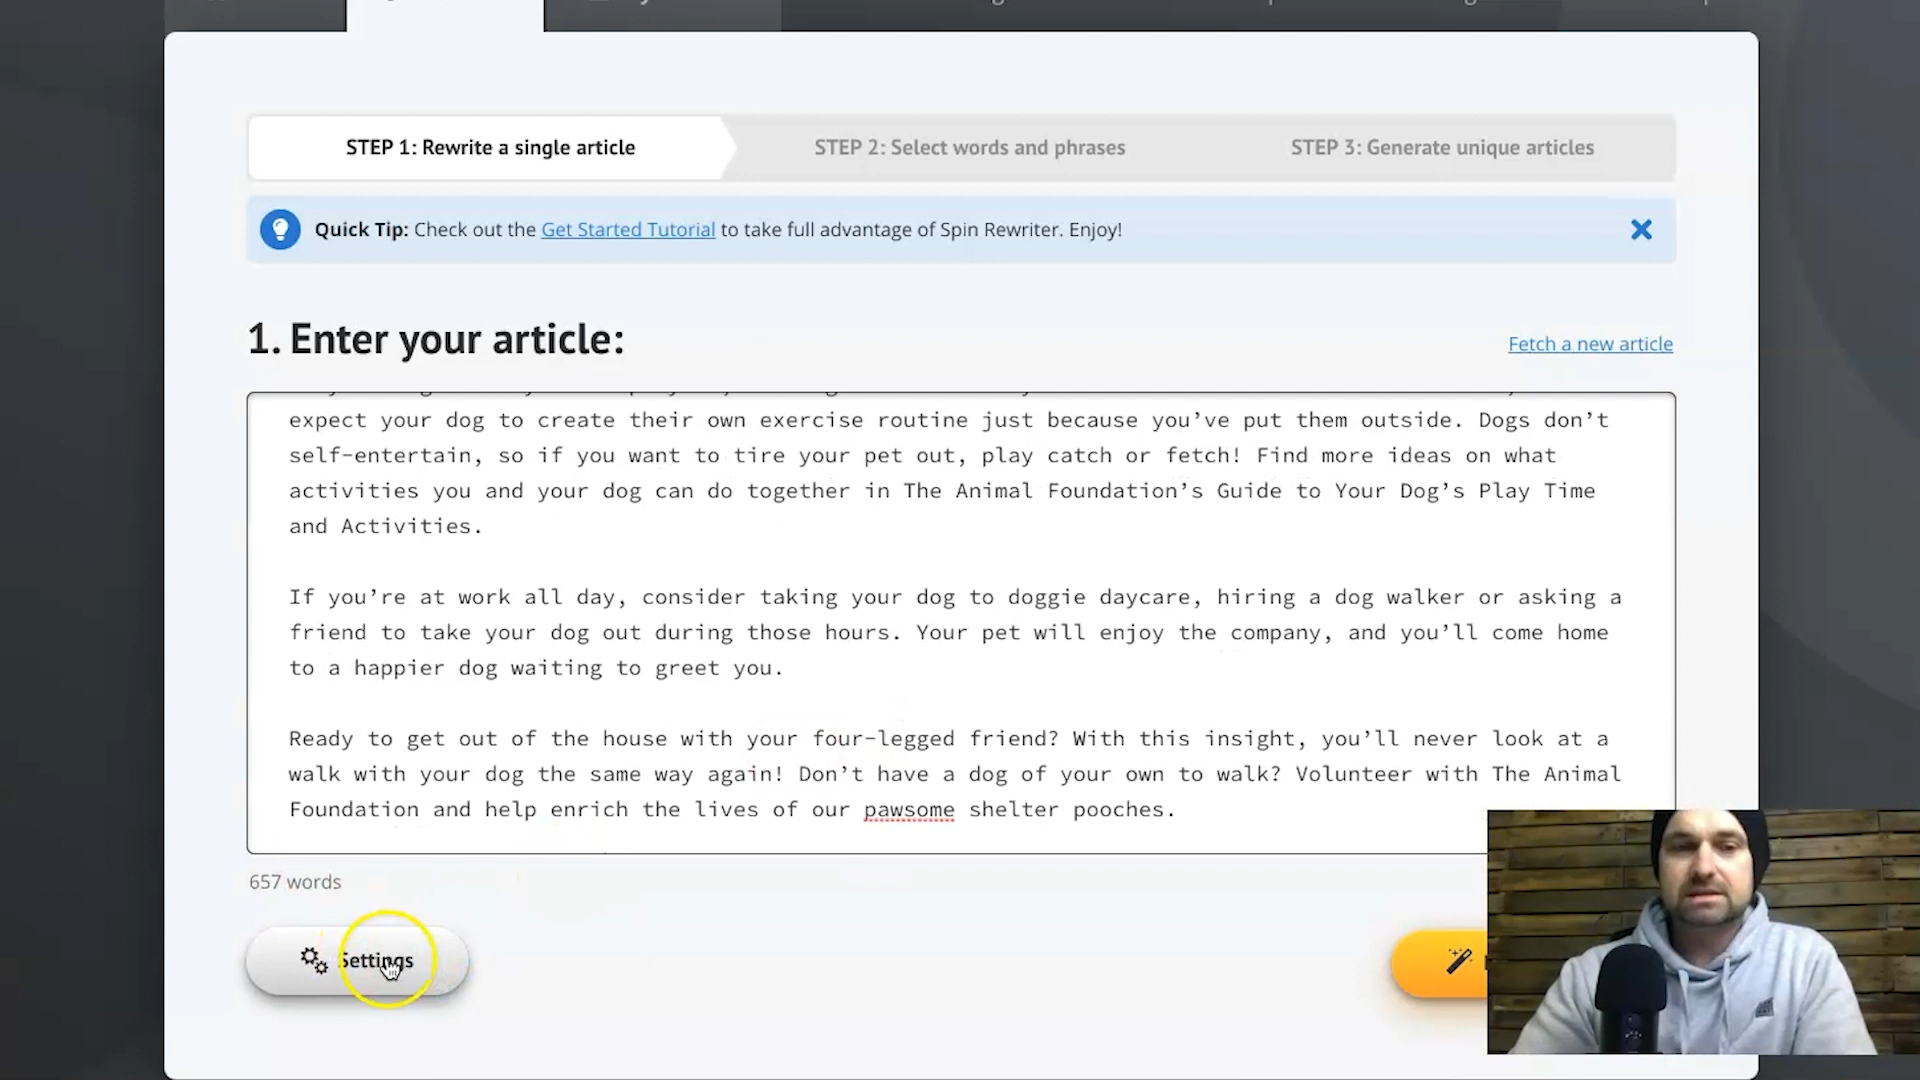 STEP 1: Rewrite a single article
STEP 2: Select words and phrases
STEP 3: Generate unique articles
Quick Tip: Check out the Get Started Tutorial to take full advantage of Spin Rewriter. Enjoy!
1. Enter your article:
Fetch a new article
expect your dog to create their own exercise routine just because you’ve put them outside. Dogs don’t
self-entertain, so if you want to tire your pet out, play catch or fetch! Find more ideas on what
activities you and your dog can do together in The Animal Foundation’s Guide to Your Dog’s Play Time
and Activities.
If you’re at work all day, consider taking your dog to doggie daycare, hiring a dog walker or asking a
friend to take your dog out during those hours. Your pet will enjoy the company, and you’ll come home
to a happier dog waiting to greet you.
Ready to get out of the house with your four-legged friend? With this insight, you’ll never look at a
walk with your dog the same way again! Don’t have a dog of your own to walk? Volunteer with The Animal
Foundation and help enrich the lives of our pawsome shelter pooches.
657 words
Settings